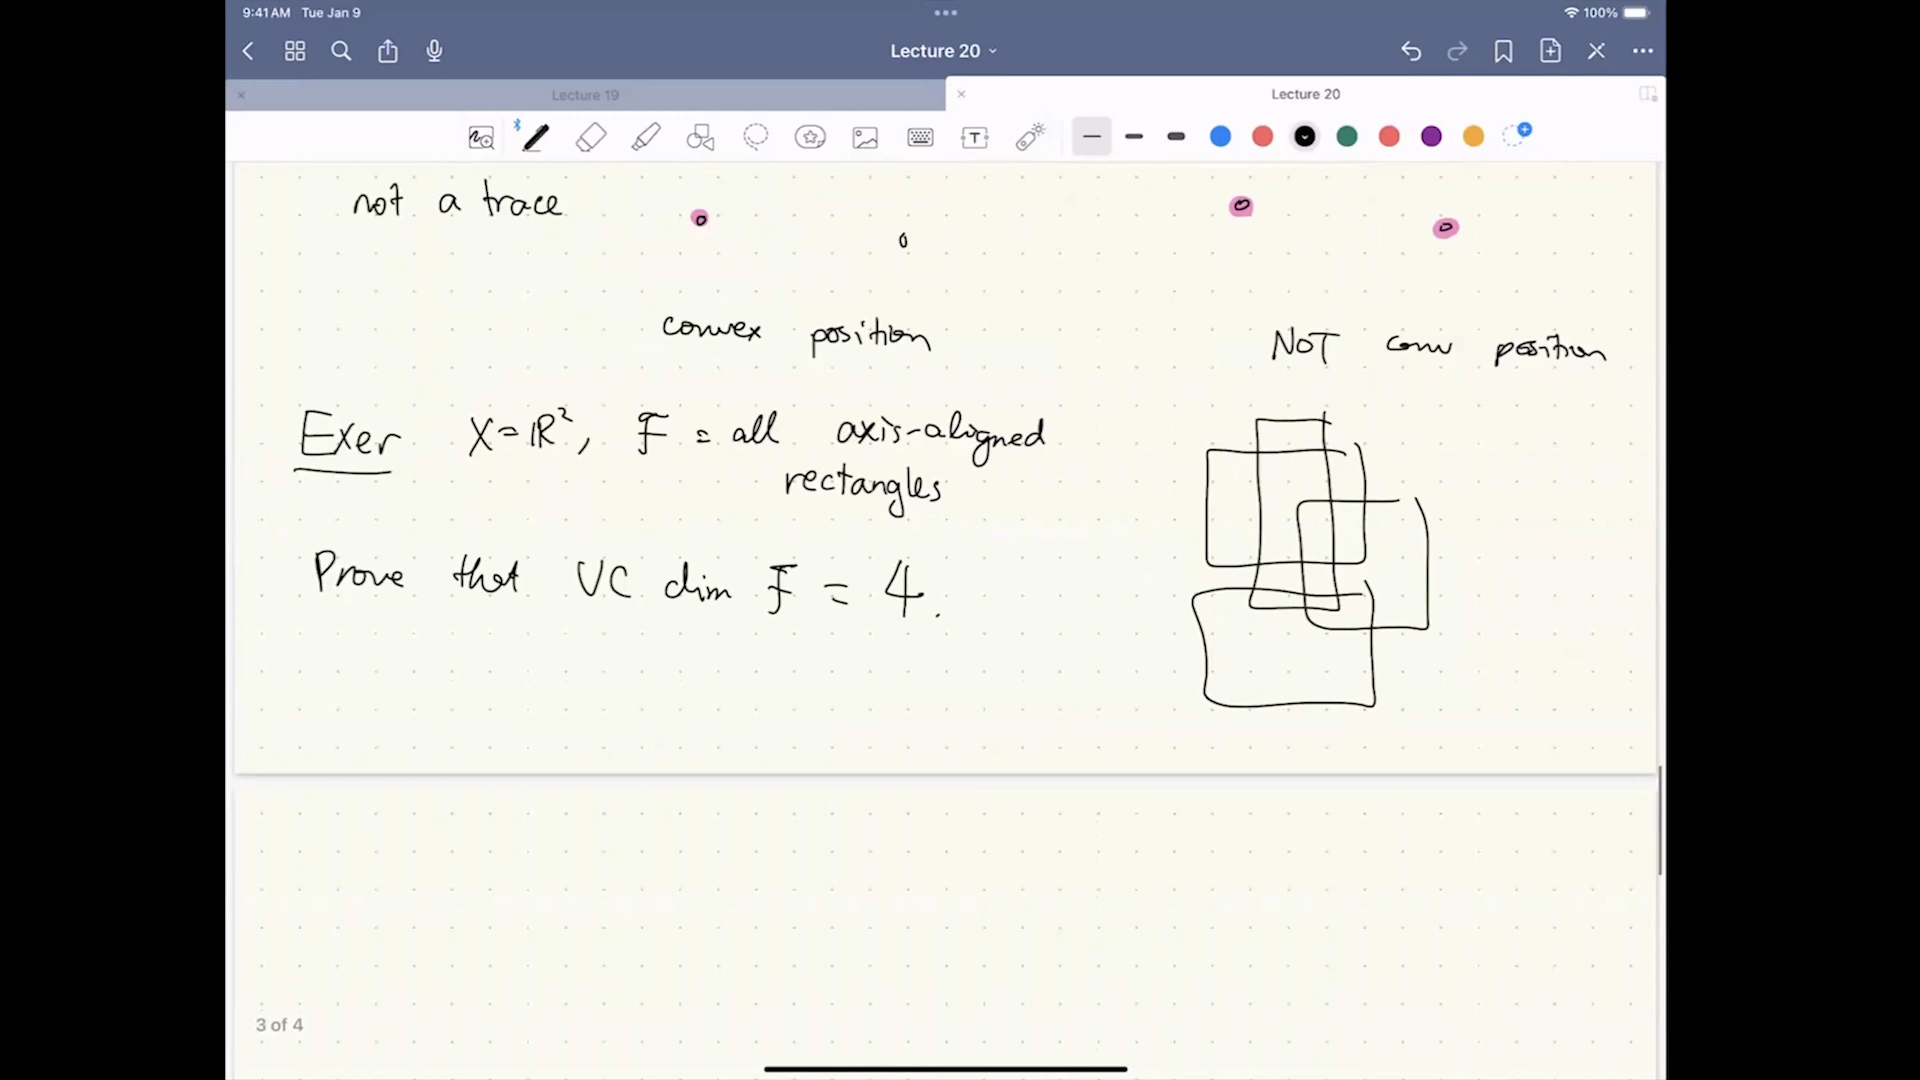 9:41 AM Tue Jan 9
100%
Lecture 20
Lecture 19
Lecture 20
T
not a trace
convex position
NOT conv position
Exer X=ℝ², F = all axis-aligned
rectangles
Prove that VC dim F = 4.
3 of 4